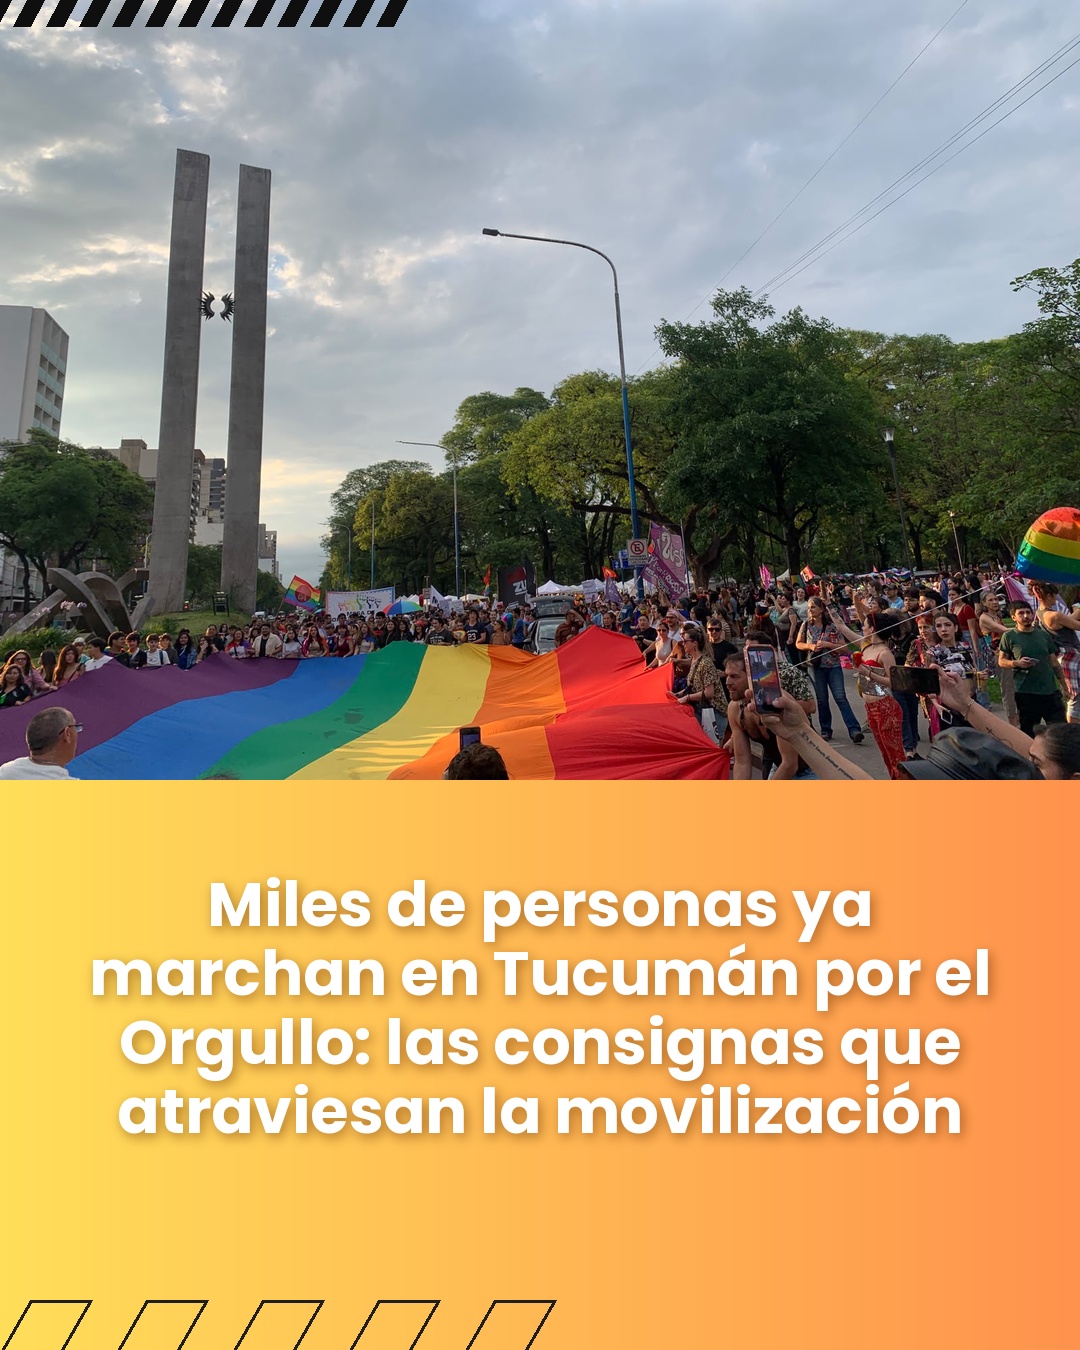 Miles de personas ya
marchan en Tucumán por el
Orgullo: las consignas que
atraviesan la movilización